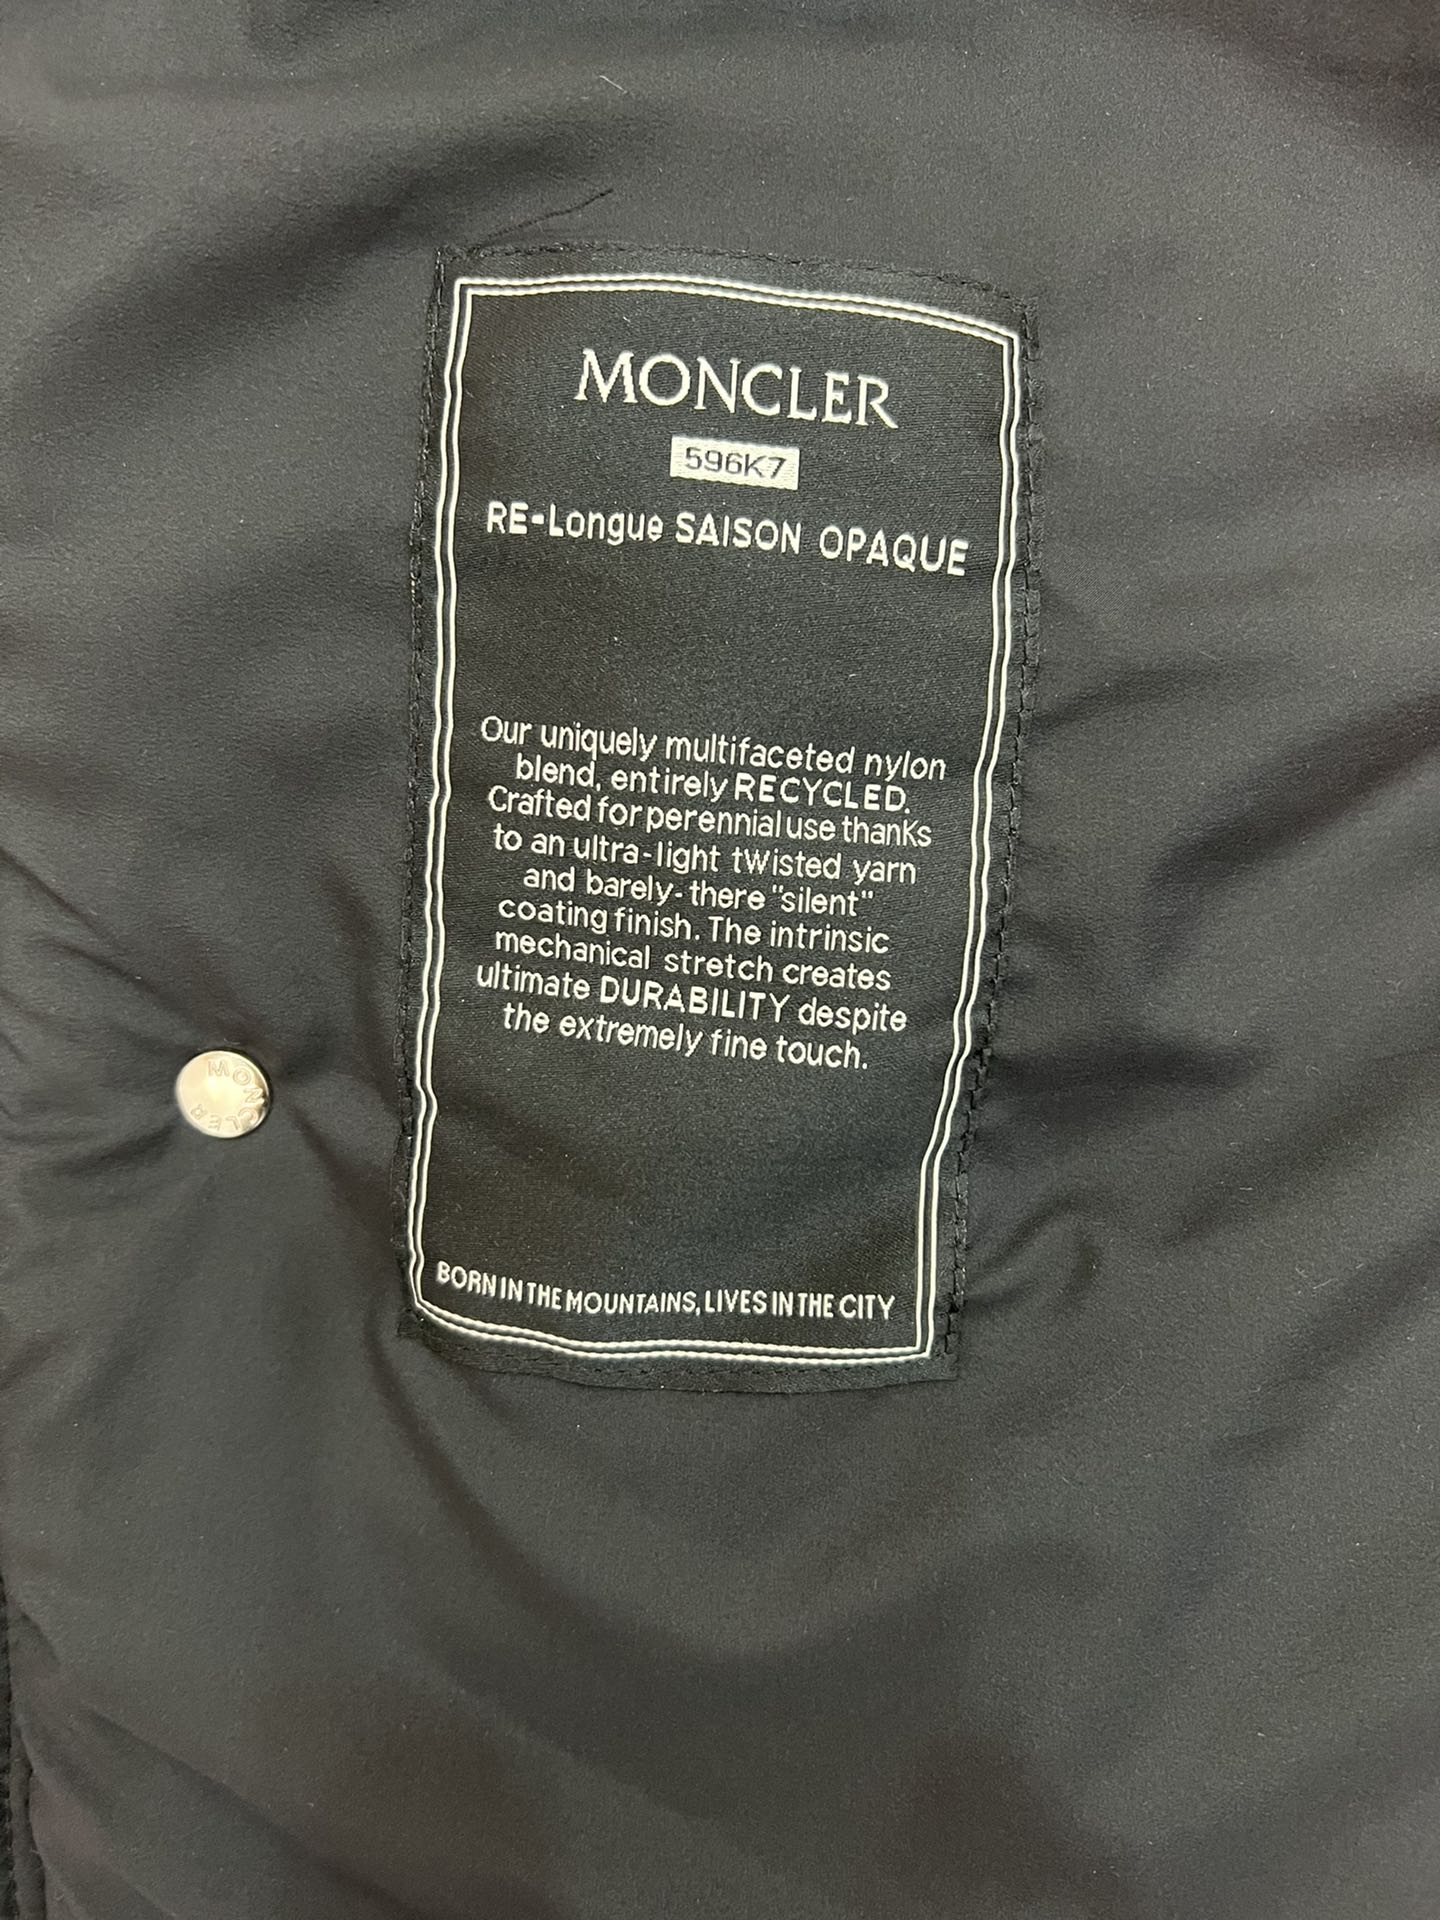 MONCLER
596K7
RE-Longue SAISON OPAQUE
Our uniquely multifaceted nylon
blend, entirely RECYCLED.
Crafted for perennial use thanKs
to an ultra-light tWisted yarn
and barely-there "silent"
coating finish. The intrinsic
mechanical stretch creates
ultimate DURABILITY despite
the extremely fine touch.
MONCLER
BORN IN THE MOUNTAINS, LIVES IN THE CITY